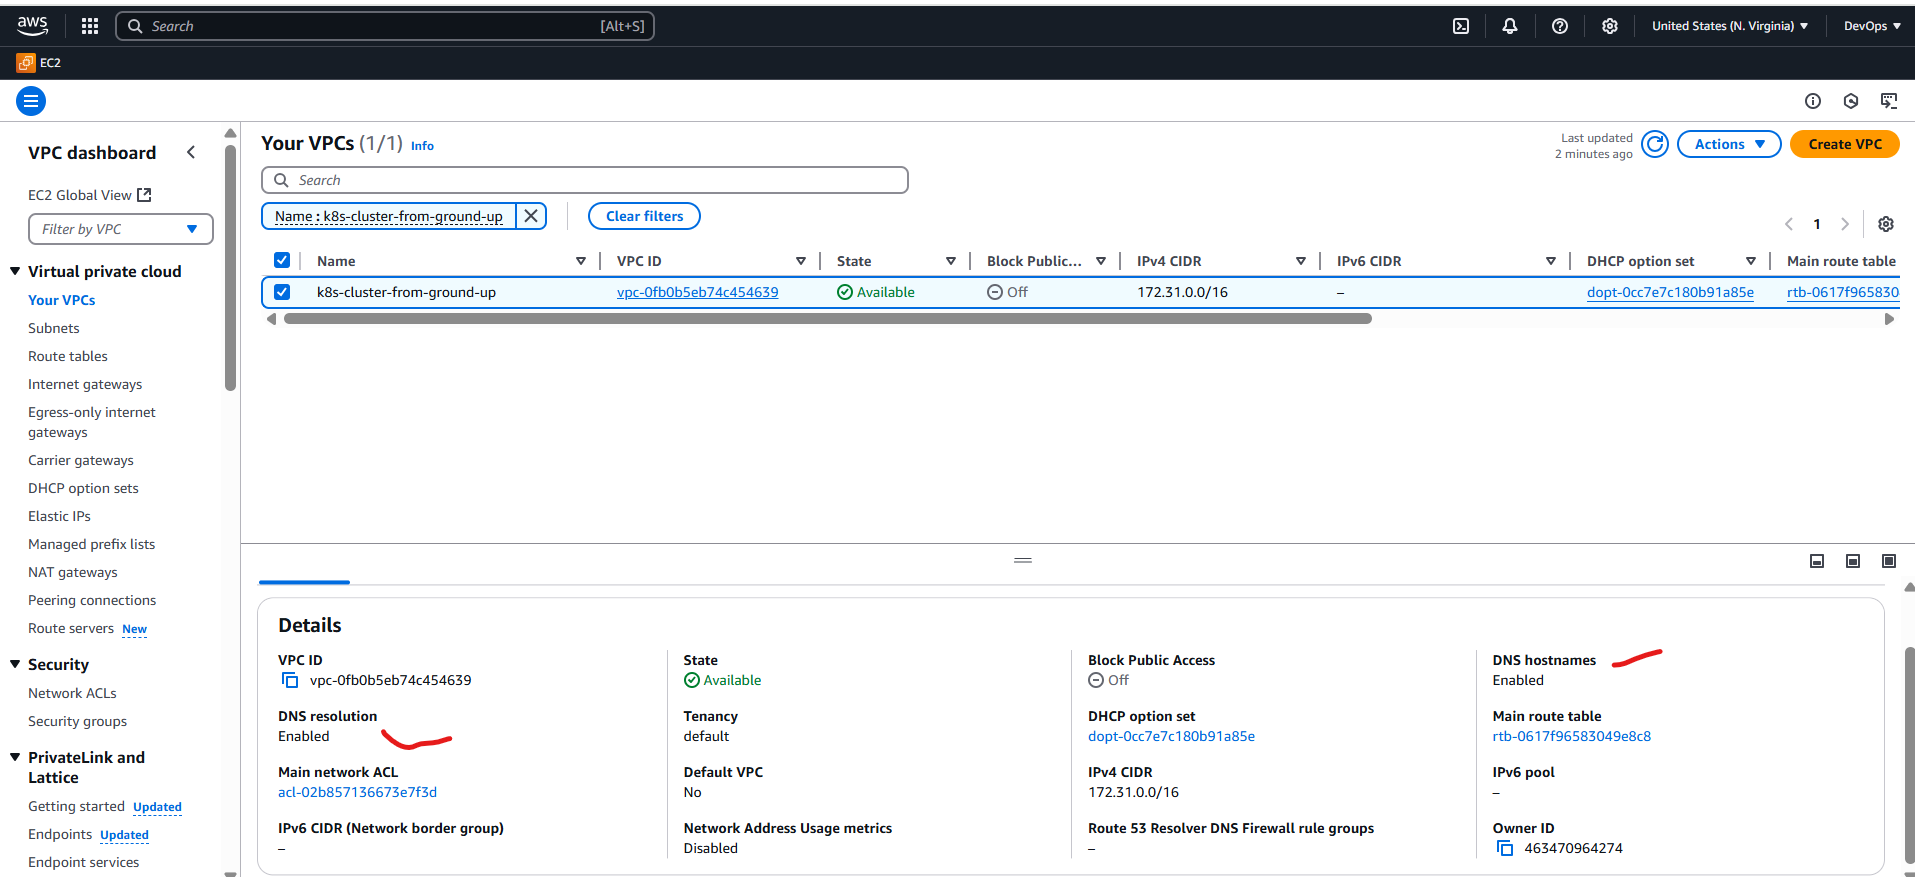 aws
Search [Alt+S]
United States (N. Virginia)
DevOps
EC2
VPC dashboard
EC2 Global View
Filter by VPC
Virtual private cloud
Your VPCs
Subnets
Route tables
Internet gateways
Egress-only internet
gateways
Carrier gateways
DHCP option sets
Elastic IPs
Managed prefix lists
NAT gateways
Peering connections
Route servers New
Security
Network ACLs
Security groups
PrivateLink and
Lattice
Getting started Updated
Endpoints Updated
Endpoint services
Your VPCs (1/1) Info
Last updated
2 minutes ago
Actions
Create VPC
Search
Name : k8s-cluster-from-ground-up
Clear filters
1
Name VPC ID State Block Public... IPv4 CIDR IPv6 CIDR DHCP option set Main route table
k8s-cluster-from-ground-up vpc-0fb0b5eb74c454639 Available Off 172.31.0.0/16 – dopt-0cc7e7c180b91a85e rtb-0617f965830
Details
VPC ID
vpc-0fb0b5eb74c454639
State
Available
Block Public Access
Off
DNS hostnames
Enabled
DNS resolution
Enabled
Tenancy
default
DHCP option set
dopt-0cc7e7c180b91a85e
Main route table
rtb-0617f96583049e8c8
Main network ACL
acl-02b857136673e7f3d
Default VPC
No
IPv4 CIDR
172.31.0.0/16
IPv6 pool
–
IPv6 CIDR (Network border group)
–
Network Address Usage metrics
Disabled
Route 53 Resolver DNS Firewall rule groups
–
Owner ID
463470964274